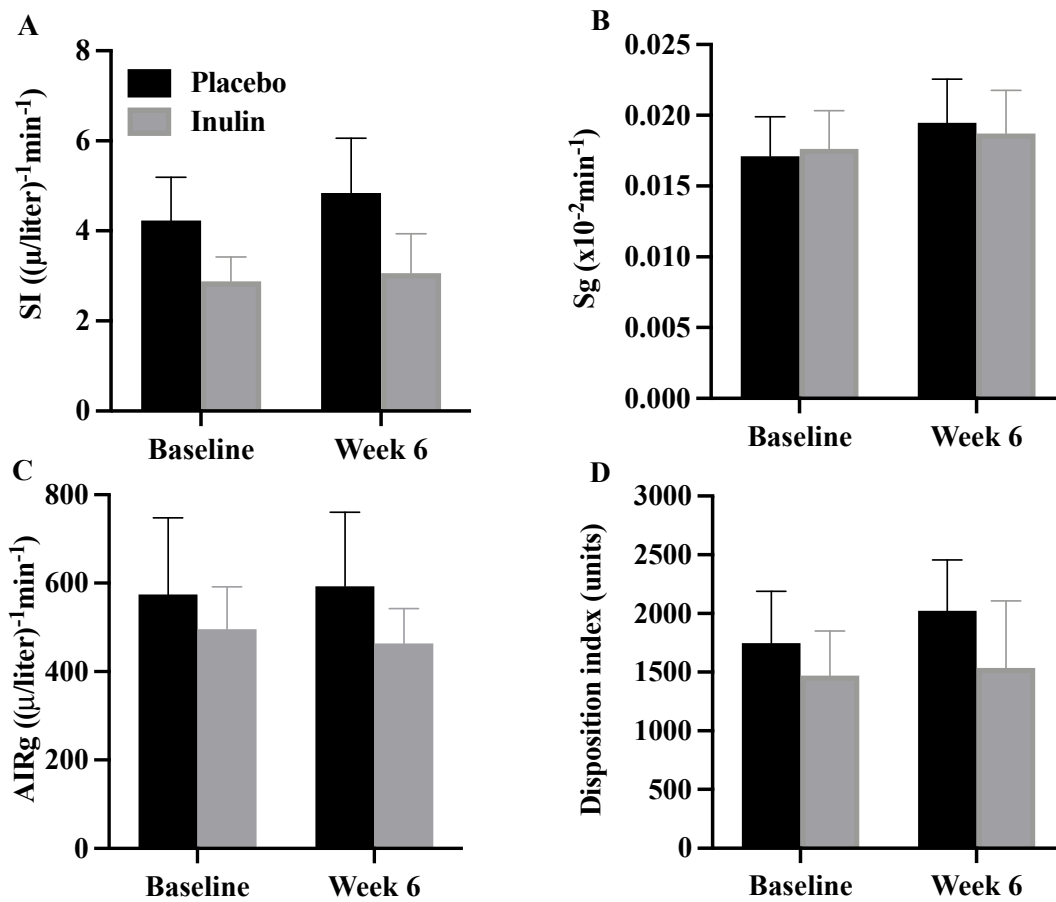 A
SI ((µ/liter)⁻¹min⁻¹)
8
6
4
2
0
Placebo
Inulin
Baseline Week 6
B
Sg (x10⁻²min⁻¹)
0.025
0.020
0.015
0.010
0.005
0.000
Baseline Week 6
C
AIRg ((µ/liter)⁻¹min⁻¹)
800
600
400
200
0
Baseline Week 6
D
Disposition index (units)
3000
2500
2000
1500
1000
500
0
Baseline Week 6